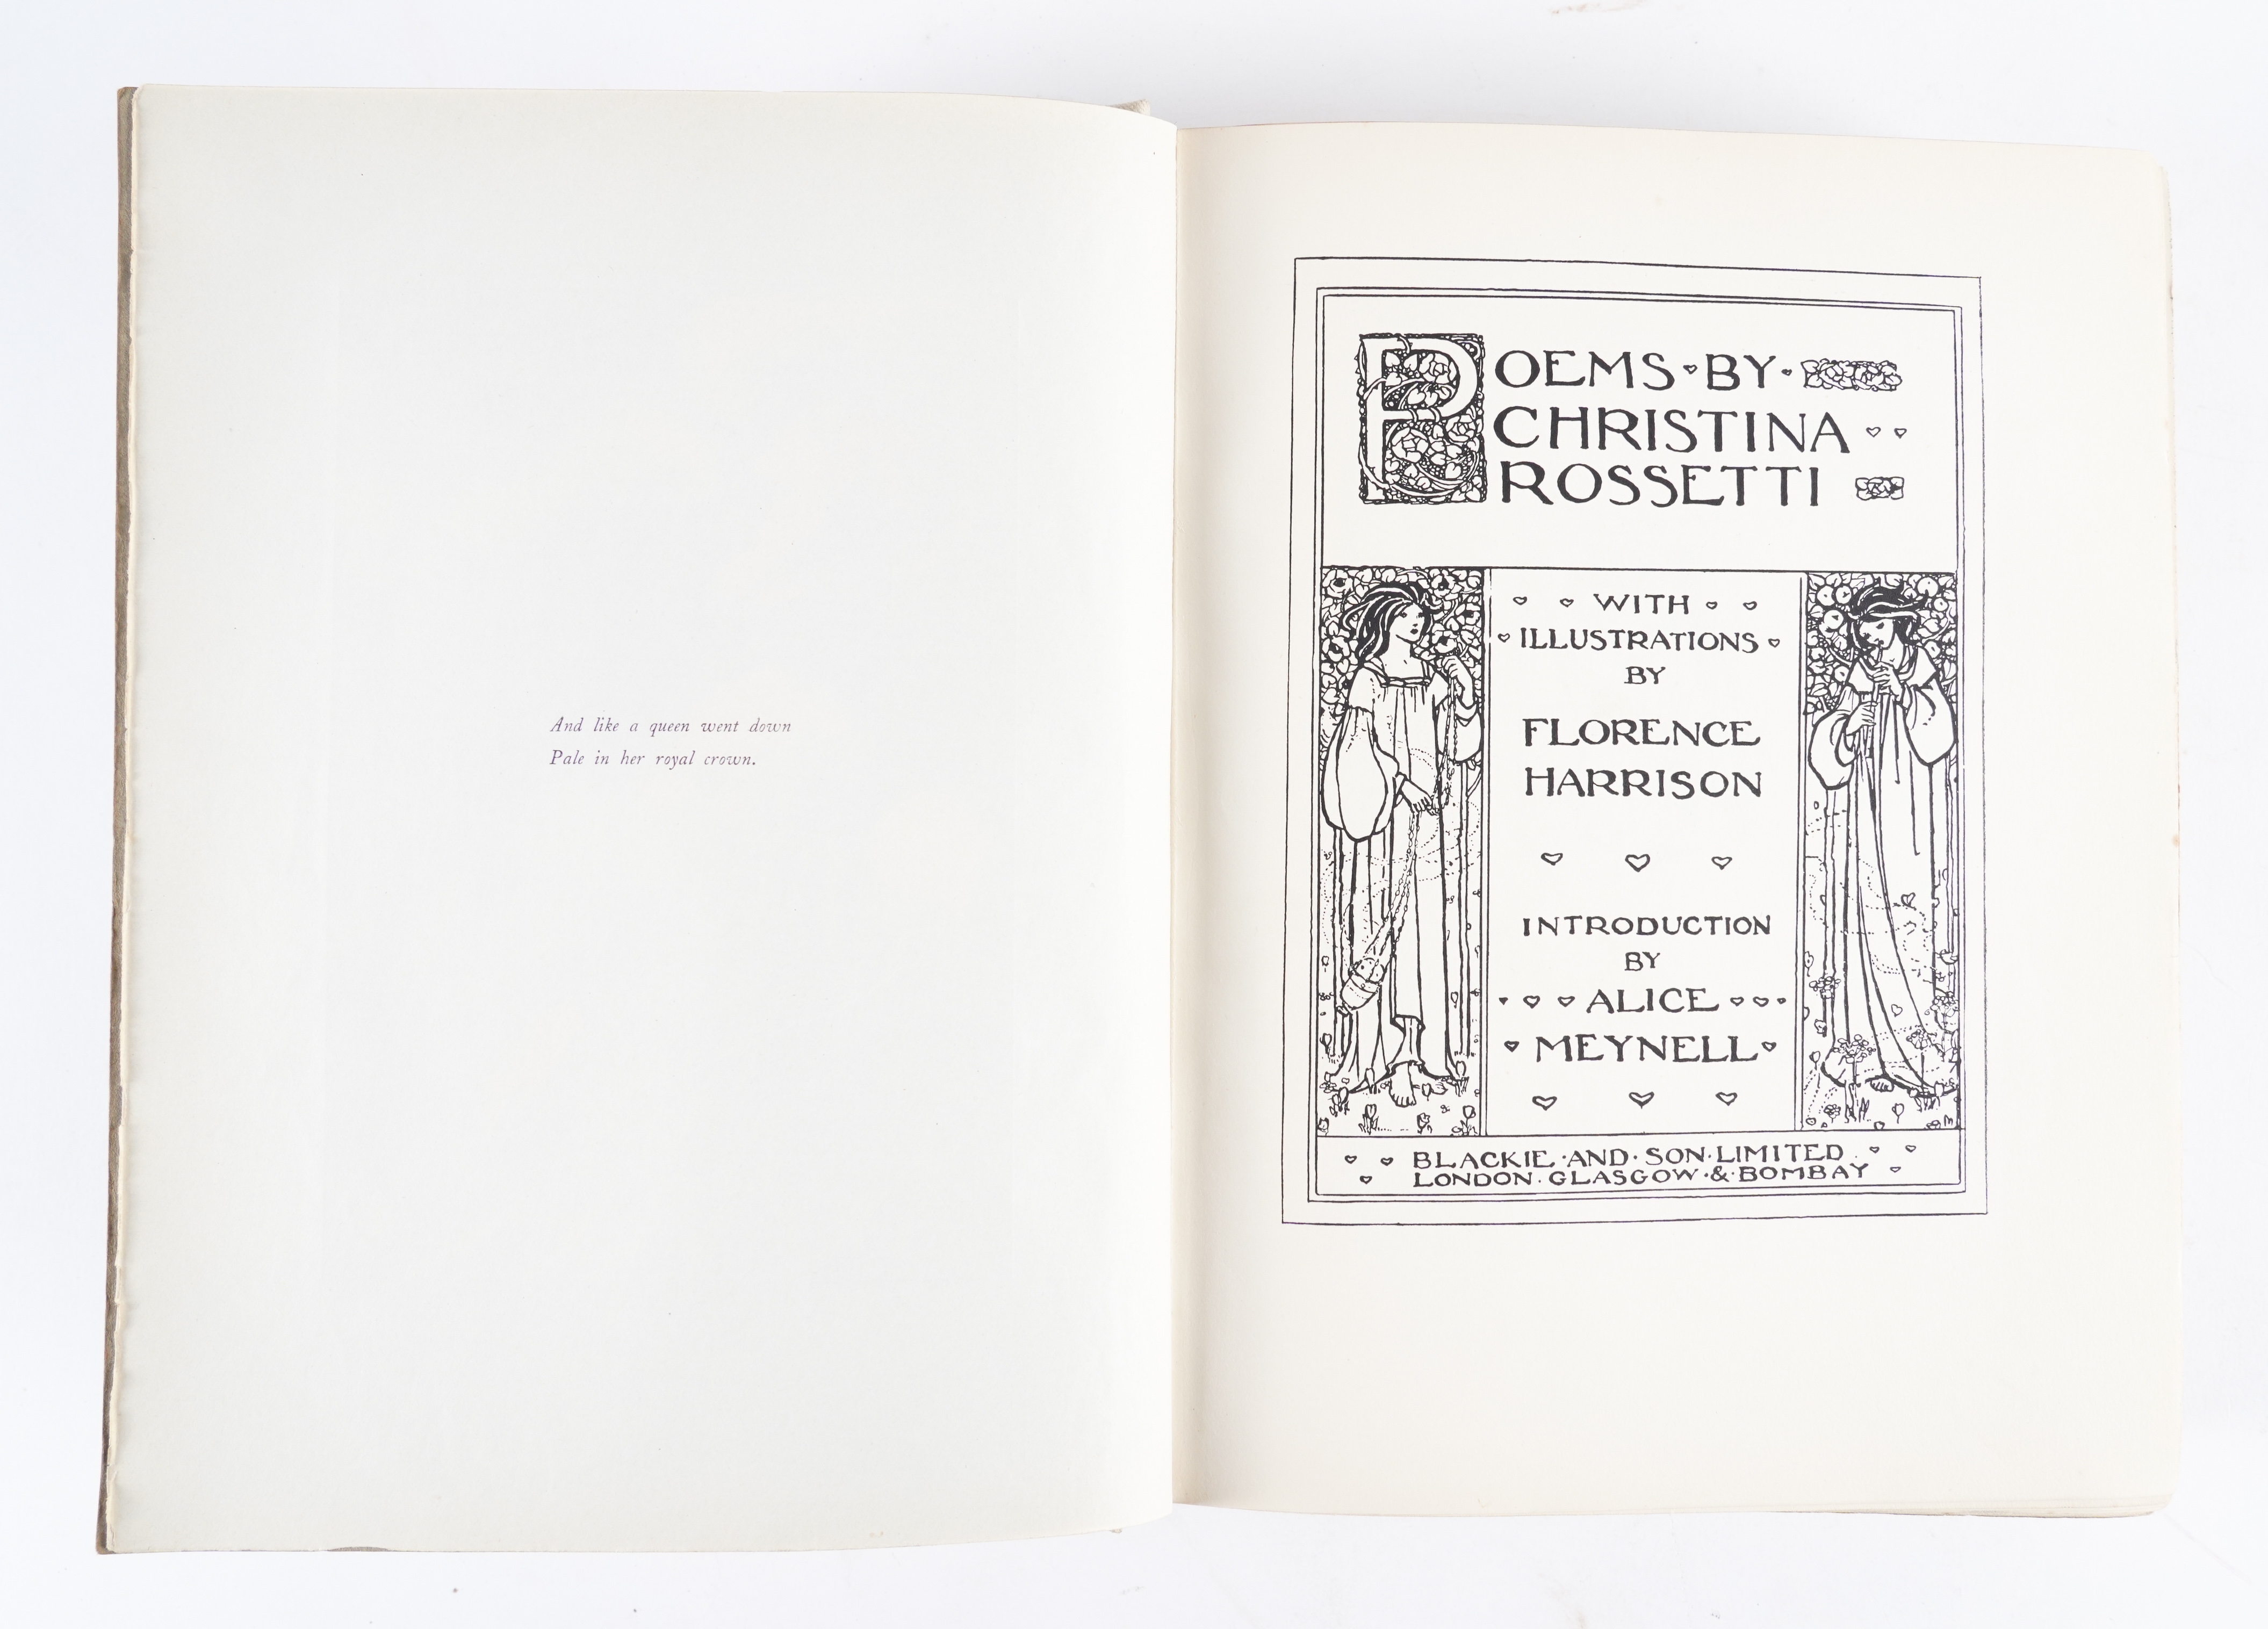 And like a queen went down
Pale in her royal crown.
POEMS · BY ·
CHRISTINA
ROSSETTI
WITH
ILLUSTRATIONS
BY
FLORENCE
HARRISON
INTRODUCTION
BY
ALICE
MEYNELL
BLACKIE · AND · SON · LIMITED
LONDON · GLASGOW · & · BOMBAY